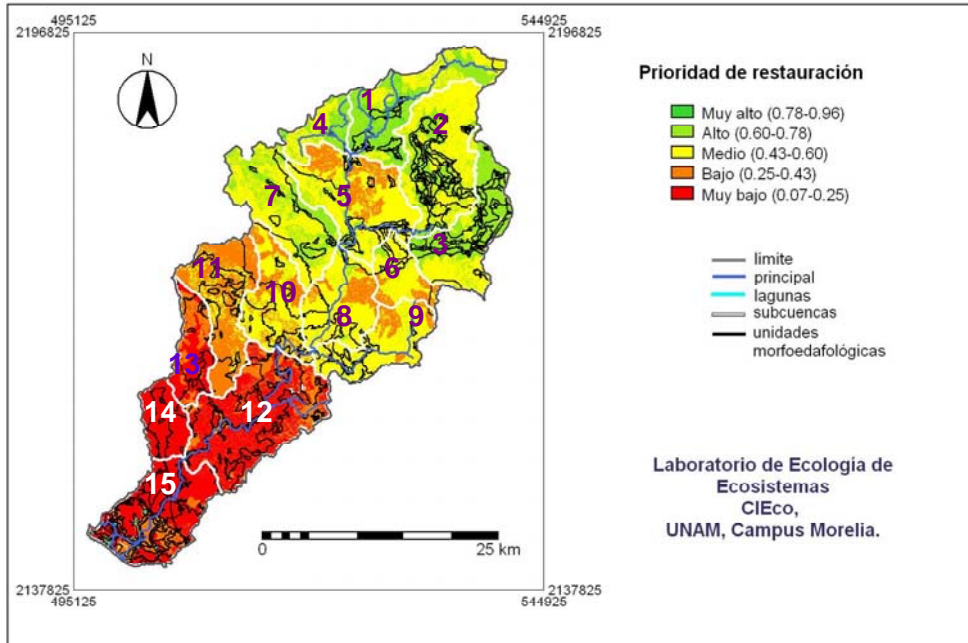 495125
544925
2196825
2196825
N
Prioridad de restauración
Muy alto (0.78-0.96)
Alto (0.60-0.78)
Medio (0.43-0.60)
Bajo (0.25-0.43)
Muy bajo (0.07-0.25)
1
2
4
7
5
3
6
11
10
8
9
13
14
12
15
limite
principal
lagunas
subcuencas
unidades
morfoedafológicas
Laboratorio de Ecología de
Ecosistemas
CIEco,
UNAM, Campus Morelia.
0
25 km
2137825
2137825
495125
544925